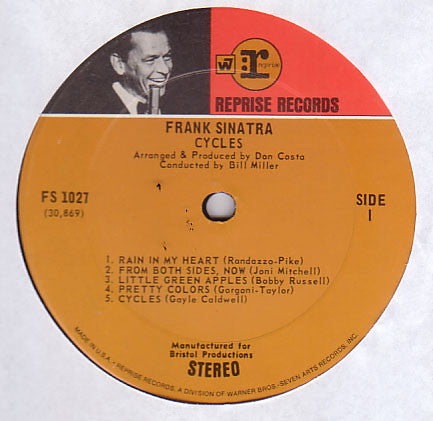 W
r
reprise
REPRISE RECORDS
FRANK SINATRA
CYCLES
Arranged & Produced by Don Costa
Conducted by Bill Miller
FS 1027
(30,869)
SIDE
1
1. RAIN IN MY HEART (Randazzo-Pike)
2. FROM BOTH SIDES, NOW (Joni Mitchell)
3. LITTLE GREEN APPLES (Bobby Russell)
4. PRETTY COLORS (Gorgoni-Taylor)
5. CYCLES (Gayle Caldwell)
Manufactured for
Bristol Productions
STEREO
MADE IN U.S.A. • REPRISE RECORDS, A DIVISION OF WARNER BROS.-SEVEN ARTS RECORDS, INC.